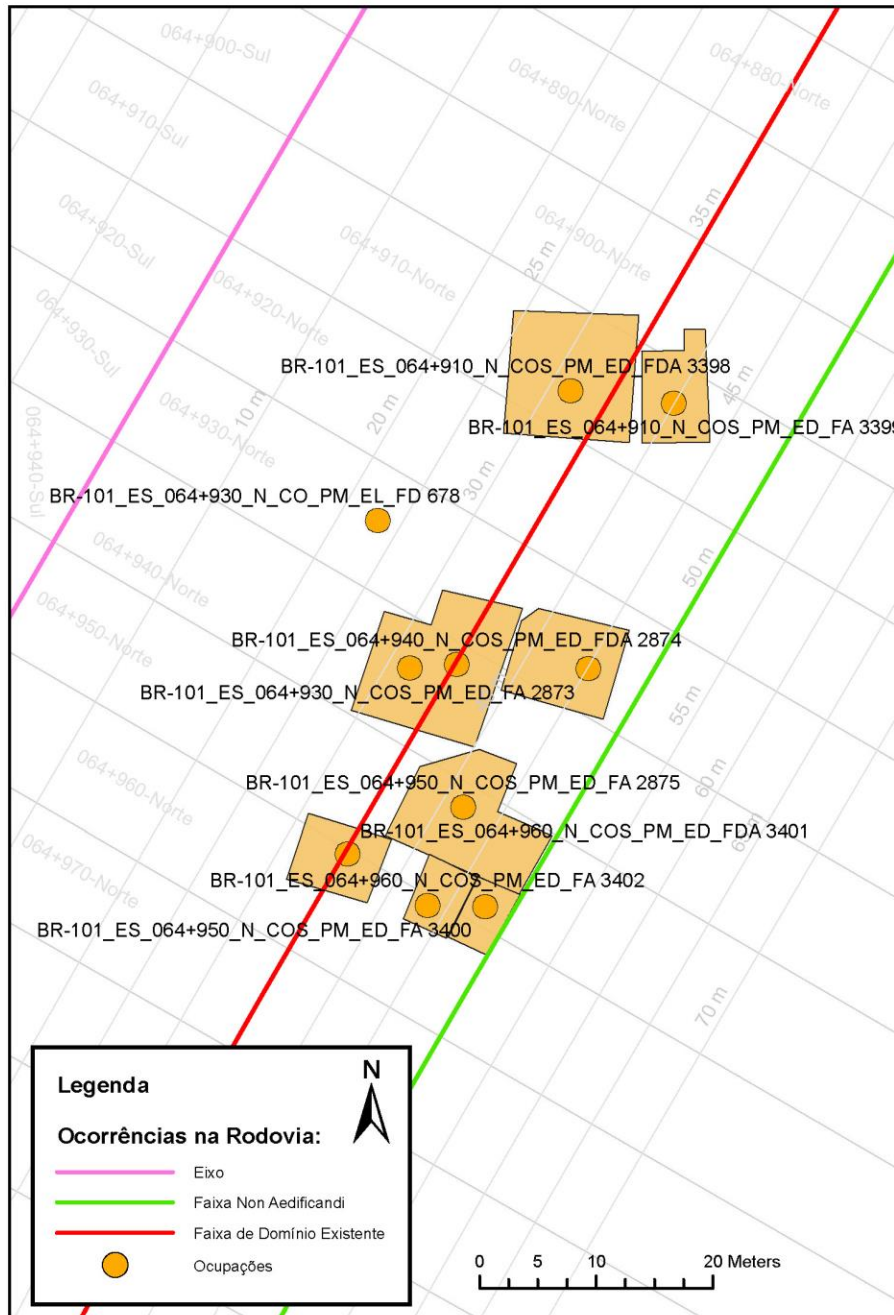 064+900-Sul
064+880-Norte
064+910-Sul
064+890-Norte
35 m
064+920-Sul
064+910-Norte
064+900-Norte
25 m
064+930-Sul
064+920-Norte
BR-101_ES_064+910_N_COS_PM_ED_FDA 3398
45 m
10 m
20 m
064+940-Sul
064+930-Norte
BR-101_ES_064+910_N_COS_PM_ED_FA 3399
30 m
BR-101_ES_064+930_N_CO_PM_EL_FD 678
064+940-Norte
50 m
064+950-Norte
BR-101_ES_064+940_N_COS_PM_ED_FDA 2874
BR-101_ES_064+930_N_COS_PM_ED_FA 2873
55 m
064+960-Norte
BR-101_ES_064+950_N_COS_PM_ED_FA 2875
60 m
BR-101_ES_064+960_N_COS_PM_ED_FDA 3401
064+970-Norte
BR-101_ES_064+960_N_COS_PM_ED_FA 3402
BR-101_ES_064+950_N_COS_PM_ED_FA 3400
70 m
Legenda
N
Ocorrências na Rodovia:
Eixo
Faixa Non Aedificandi
Faixa de Domínio Existente
Ocupações
0 5 10 20 Meters